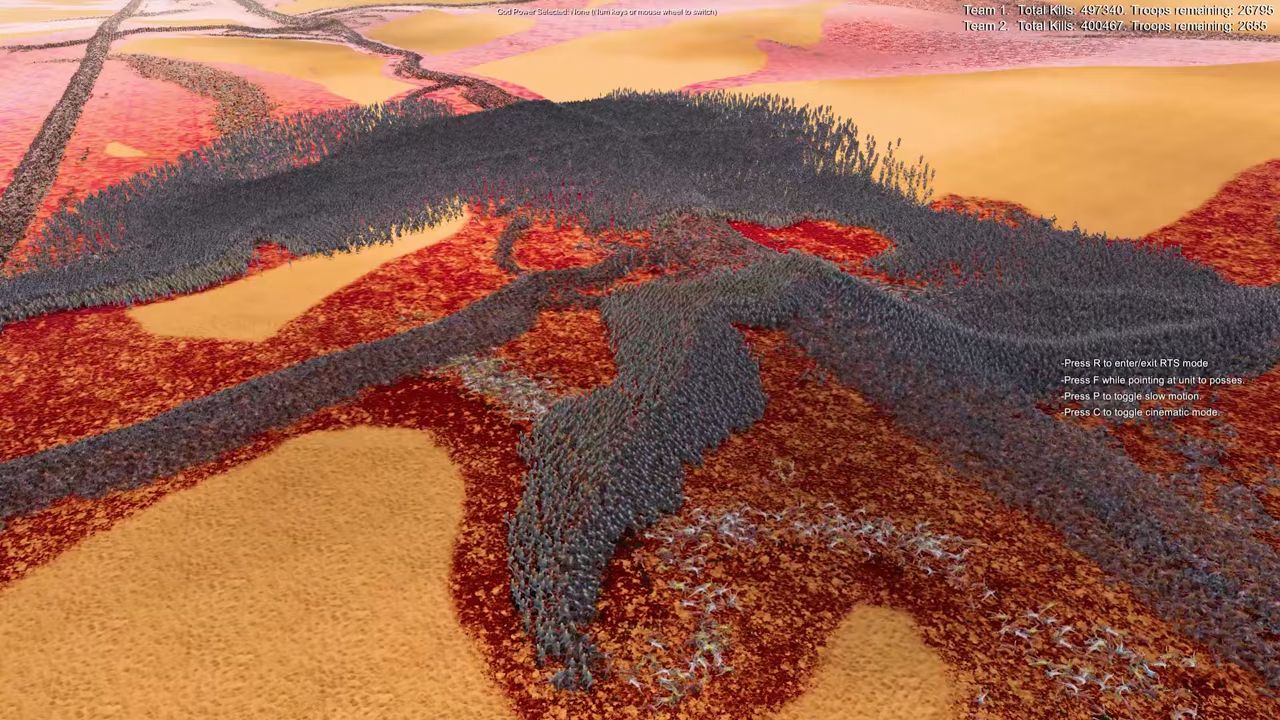 God Power Selected: None (Num keys or mouse wheel to switch)
Team 1. Total Kills: 497340. Troops remaining: 26795
Team 2. Total Kills: 400467. Troops remaining: 2655
-Press R to enter/exit RTS mode
-Press F while pointing at unit to posses.
-Press P to toggle slow motion.
-Press C to toggle cinematic mode.